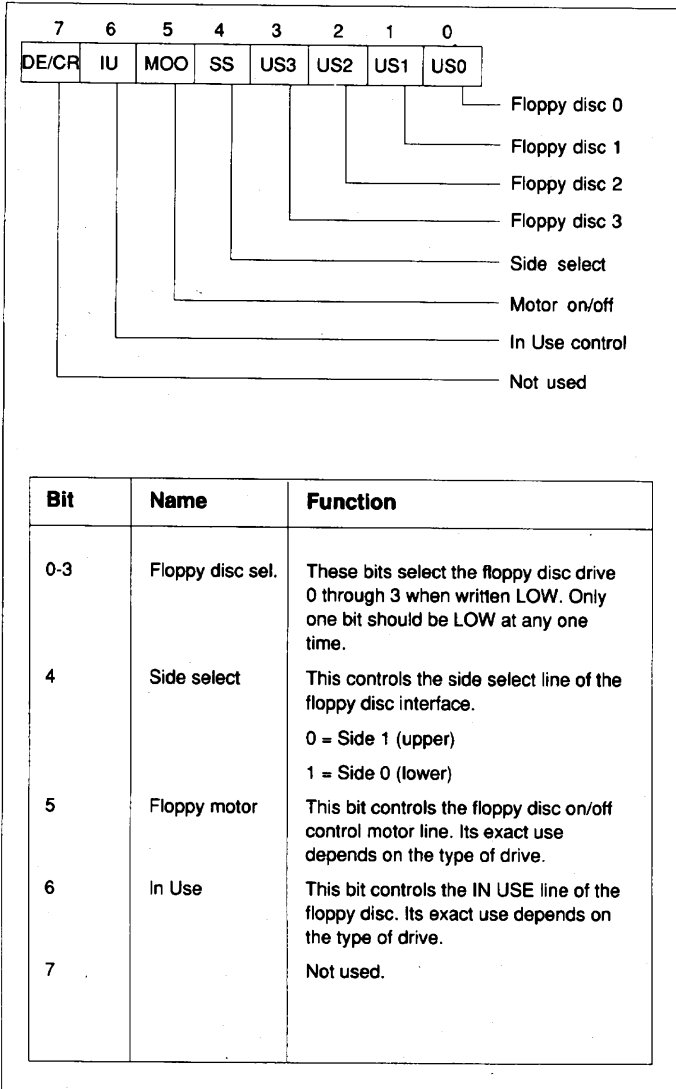 7 6 5 4 3 2 1 0
DE/CR IU MOO SS US3 US2 US1 US0
Floppy disc 0
Floppy disc 1
Floppy disc 2
Floppy disc 3
Side select
Motor on/off
In Use control
Not used
Bit Name Function
0-3 Floppy disc sel. These bits select the floppy disc drive
0 through 3 when written LOW. Only
one bit should be LOW at any one
time.
4 Side select This controls the side select line of the
floppy disc interface.
0 = Side 1 (upper)
1 = Side 0 (lower)
5 Floppy motor This bit controls the floppy disc on/off
control motor line. Its exact use
depends on the type of drive.
6 In Use This bit controls the IN USE line of the
floppy disc. Its exact use depends on
the type of drive.
7 Not used.